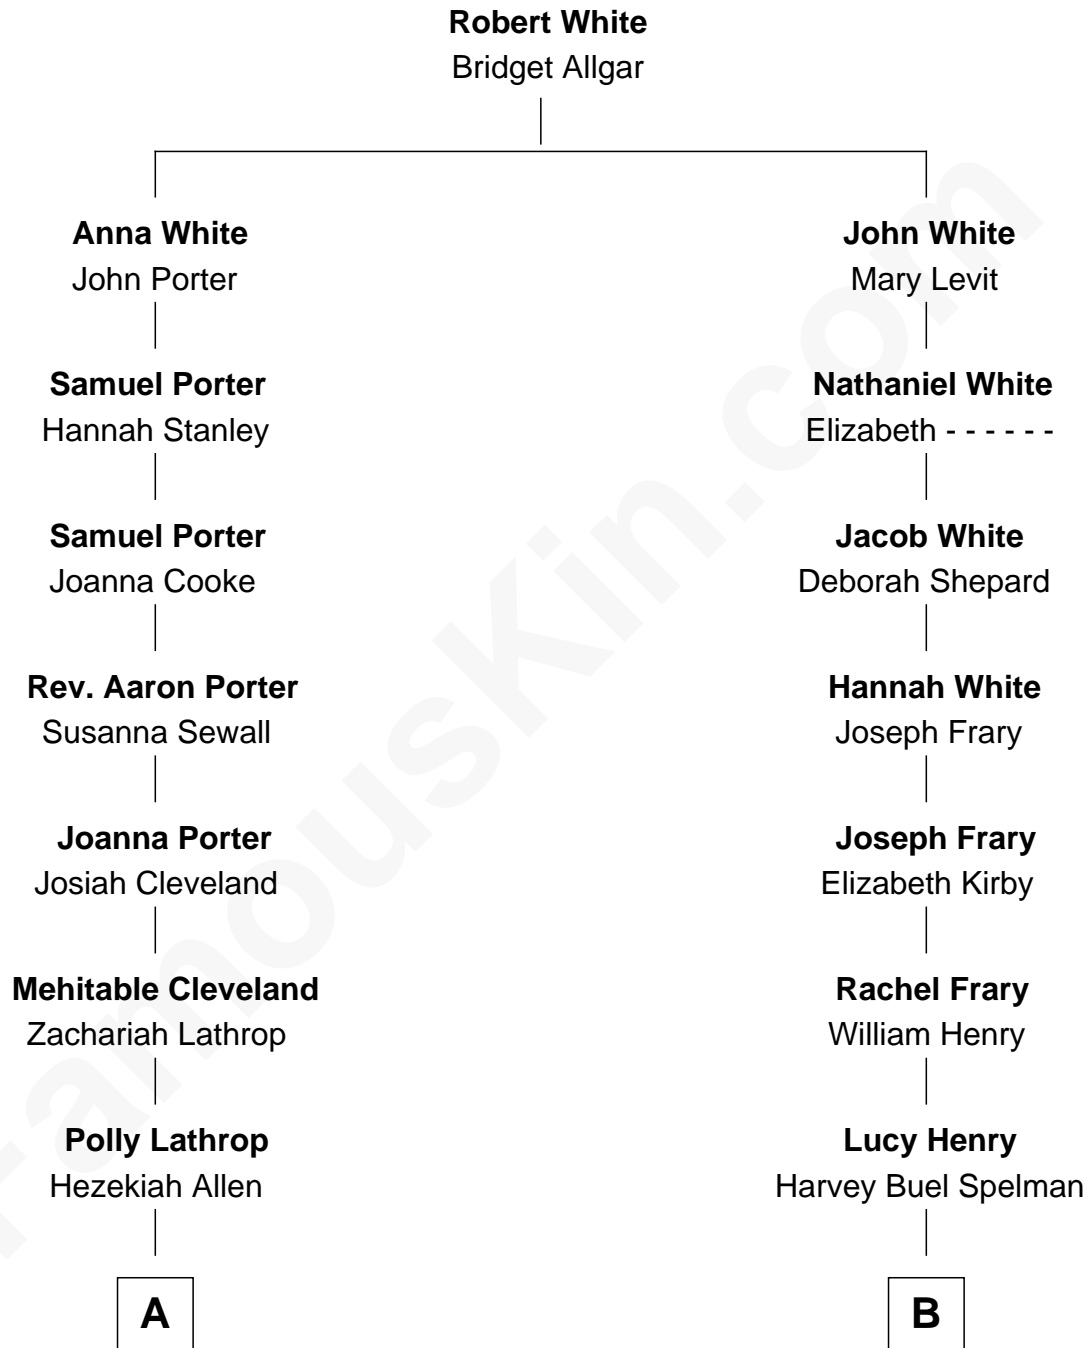 Robert White
Bridget Allgar
Anna White
John Porter
John White
Mary Levit
Samuel Porter
Hannah Stanley
Nathaniel White
Elizabeth - - - - - -
Samuel Porter
Joanna Cooke
Jacob White
Deborah Shepard
Rev. Aaron Porter
Susanna Sewall
Hannah White
Joseph Frary
Joanna Porter
Josiah Cleveland
Joseph Frary
Elizabeth Kirby
Mehitable Cleveland
Zachariah Lathrop
Rachel Frary
William Henry
Polly Lathrop
Hezekiah Allen
Lucy Henry
Harvey Buel Spelman
A
B
FamousKin.com